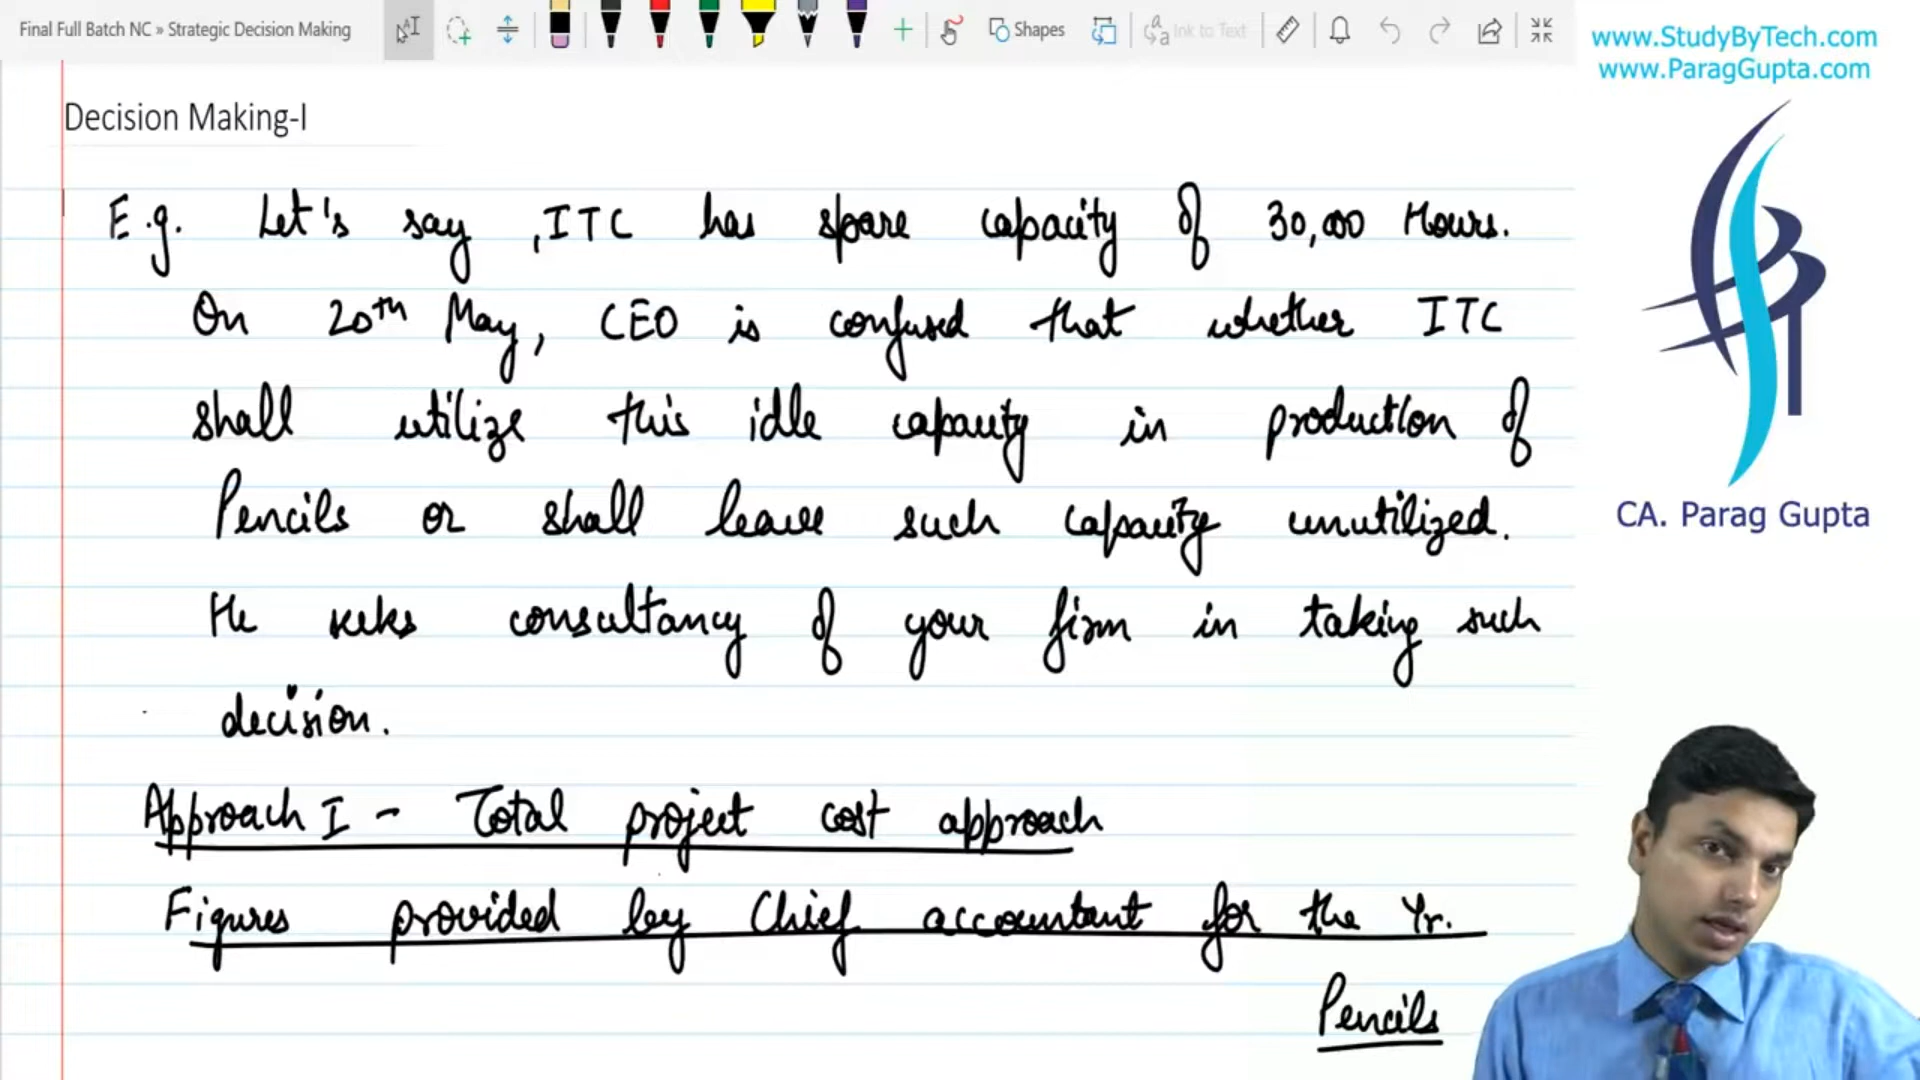 Final Full Batch NC » Strategic Decision Making
Shapes
Ink to Text
www.StudyByTech.com
www.ParagGupta.com
Decision Making-I
E.g. Let's say, ITC has spare capacity of 30,000 Hours.
On 20th May, CEO is confused that whether ITC
shall utilize this idle capacity in production of
Pencils or shall leave such capacity unutilized.
CA. Parag Gupta
He seeks consultancy of your firm in taking such
decision.
Approach I - Total project cost approach
Figures provided by Chief accountant for the Yr.
Pencils